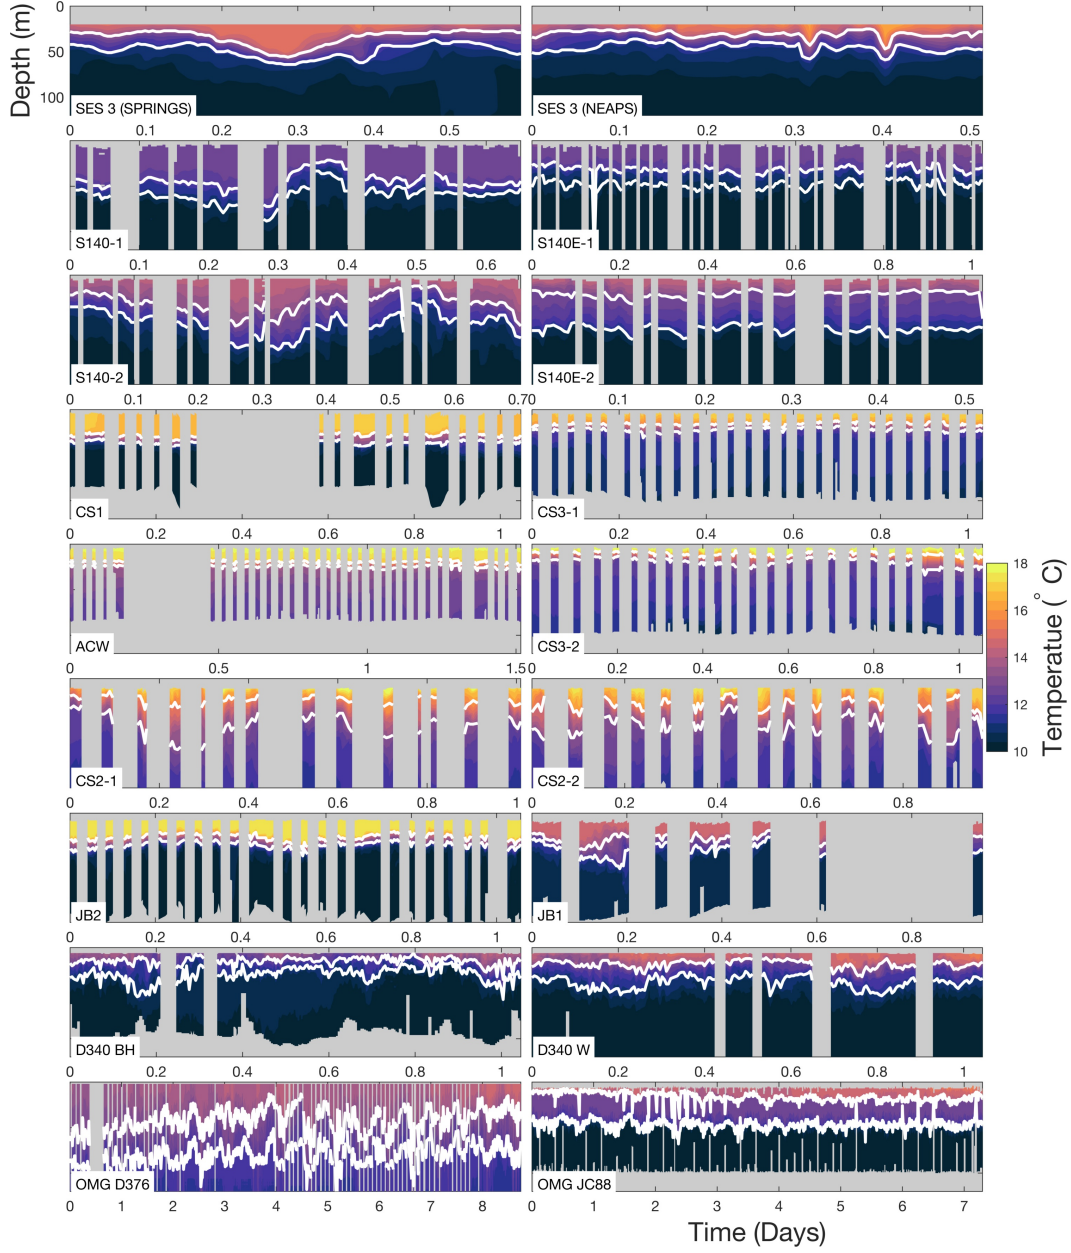 0
50
100
Depth (m)
SES 3 (SPRINGS)
SES 3 (NEAPS)
0 0.1 0.2 0.3 0.4 0.5
0 0.1 0.2 0.3 0.4 0.5
S140-1
S140E-1
0 0.1 0.2 0.3 0.4 0.5 0.6
0 0.2 0.4 0.6 0.8 1
S140-2
S140E-2
0 0.1 0.2 0.3 0.4 0.5 0.6 0.70
0 0.1 0.2 0.3 0.4 0.5
CS1
CS3-1
0 0.2 0.4 0.6 0.8 1
0 0.2 0.4 0.6 0.8 1
ACW
CS3-2
0 0.5 1 1.5
0 0.2 0.4 0.6 0.8 1
CS2-1
CS2-2
0 0.2 0.4 0.6 0.8 1
0 0.2 0.4 0.6 0.8
JB2
JB1
0 0.2 0.4 0.6 0.8 1
0 0.2 0.4 0.6 0.8
D340 BH
D340 W
0 0.2 0.4 0.6 0.8 1
0 0.2 0.4 0.6 0.8 1
OMG D376
OMG JC88
0 1 2 3 4 5 6 7 8
0 1 2 3 4 5 6 7
Time (Days)
18
16
14
12
10
Temperatue (° C)